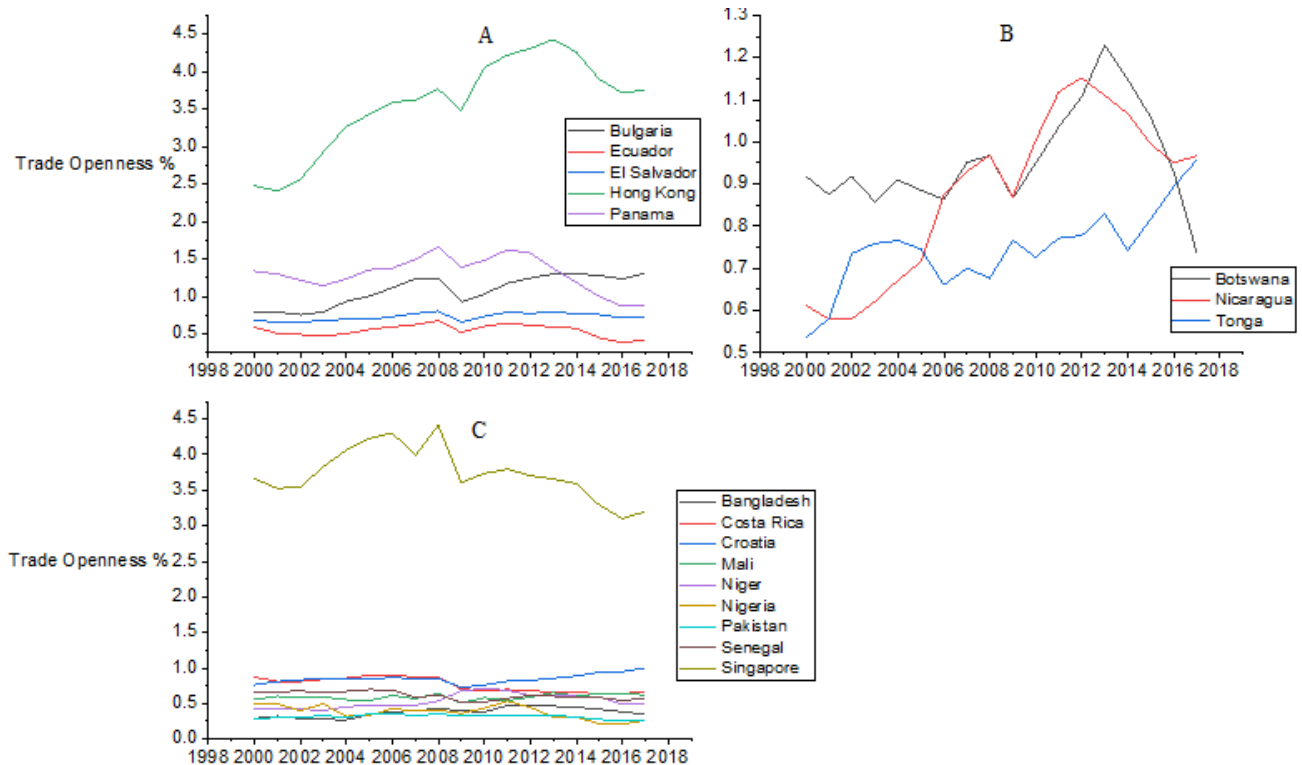 A
4.5
4.0
3.5
3.0
2.5
2.0
1.5
1.0
0.5
Trade Openness %
Bulgaria
Ecuador
El Salvador
Hong Kong
Panama
1998 2000 2002 2004 2006 2008 2010 2012 2014 2016 2018
B
1.3
1.2
1.1
1.0
0.9
0.8
0.7
0.6
0.5
Botswana
Nicaragua
Tonga
1998 2000 2002 2004 2006 2008 2010 2012 2014 2016 2018
C
4.5
4.0
3.5
3.0
2.5
2.0
1.5
1.0
0.5
0.0
Trade Openness %
Bangladesh
Costa Rica
Croatia
Mali
Niger
Nigeria
Pakistan
Senegal
Singapore
1998 2000 2002 2004 2006 2008 2010 2012 2014 2016 2018